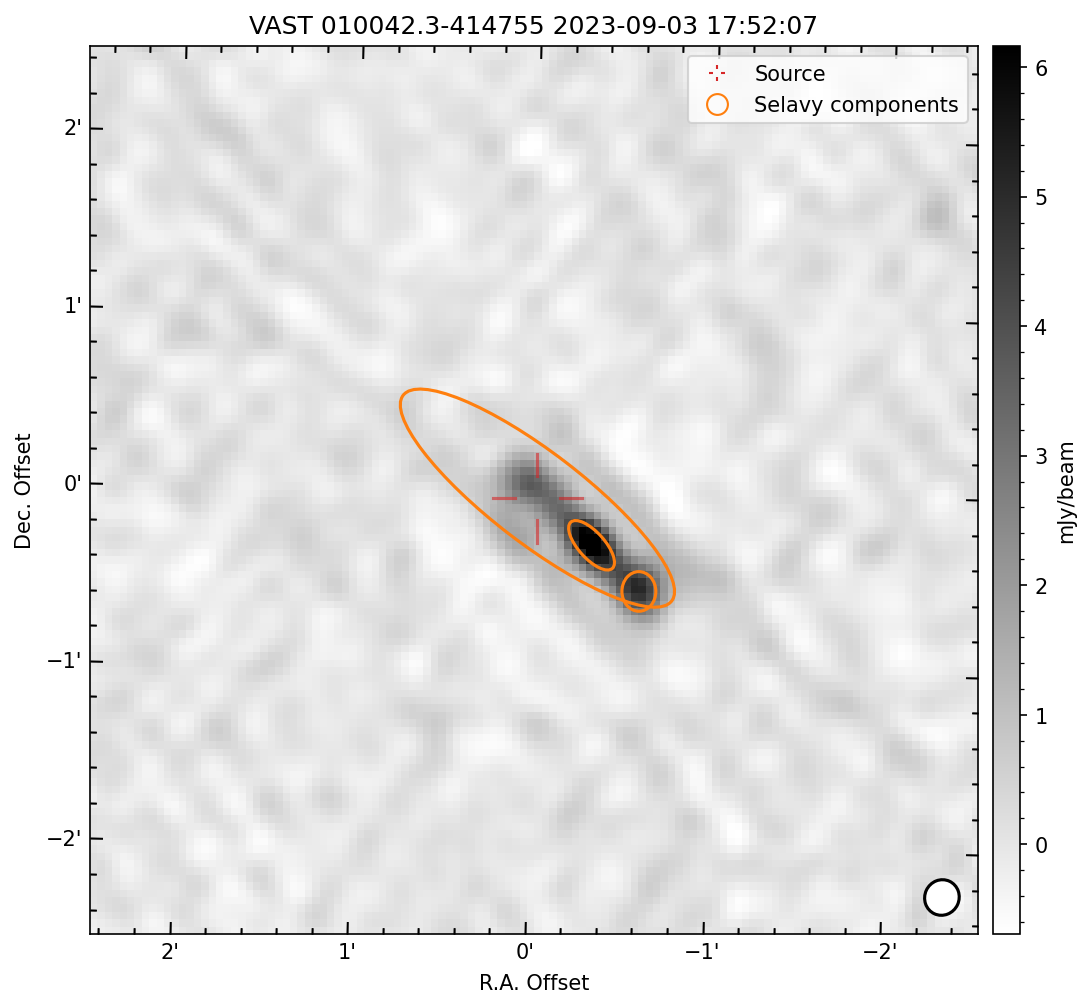 VAST 010042.3-414755 2023-09-03 17:52:07
Source
Selavy components
2'
1'
0'
−1'
−2'
Dec. Offset
2'
1'
0'
−1'
−2'
R.A. Offset
6
5
4
3
2
1
0
mJy/beam